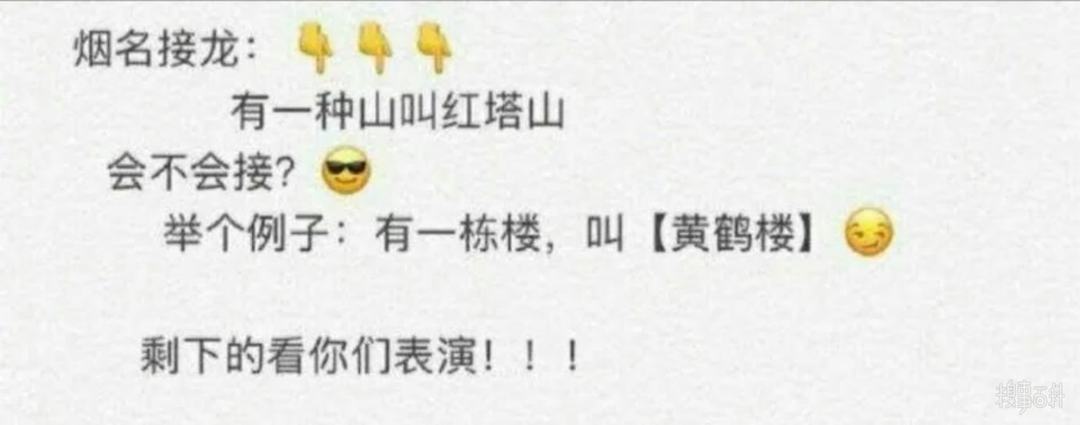 烟名接龙：👇👇👇
有一种山叫红塔山
会不会接？😎
举个例子：有一栋楼，叫【黄鹤楼】😏
剩下的看你们表演！！！